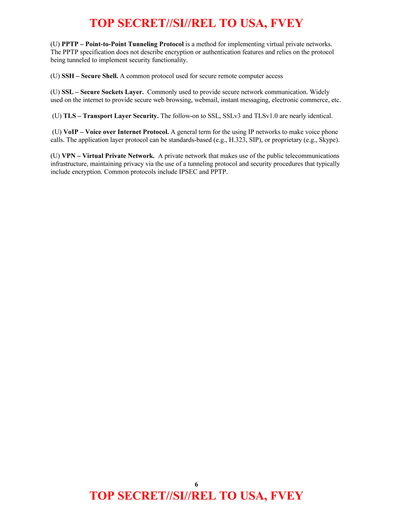 TOP SECRET//SI//REL TO USA, FVEY
(U) PPTP – Point-to-Point Tunneling Protocol is a method for implementing virtual private networks.
The PPTP specification does not describe encryption or authentication features and relies on the protocol
being tunneled to implement security functionality.
(U) SSH – Secure Shell. A common protocol used for secure remote computer access
(U) SSL – Secure Sockets Layer. Commonly used to provide secure network communication. Widely
used on the internet to provide secure web browsing, webmail, instant messaging, electronic commerce, etc.
(U) TLS – Transport Layer Security. The follow-on to SSL, SSLv3 and TLSv1.0 are nearly identical.
(U) VoIP – Voice over Internet Protocol. A general term for the using IP networks to make voice phone
calls. The application layer protocol can be standards-based (e.g., H.323, SIP), or proprietary (e.g., Skype).
(U) VPN – Virtual Private Network. A private network that makes use of the public telecommunications
infrastructure, maintaining privacy via the use of a tunneling protocol and security procedures that typically
include encryption. Common protocols include IPSEC and PPTP.
6
TOP SECRET//SI//REL TO USA, FVEY